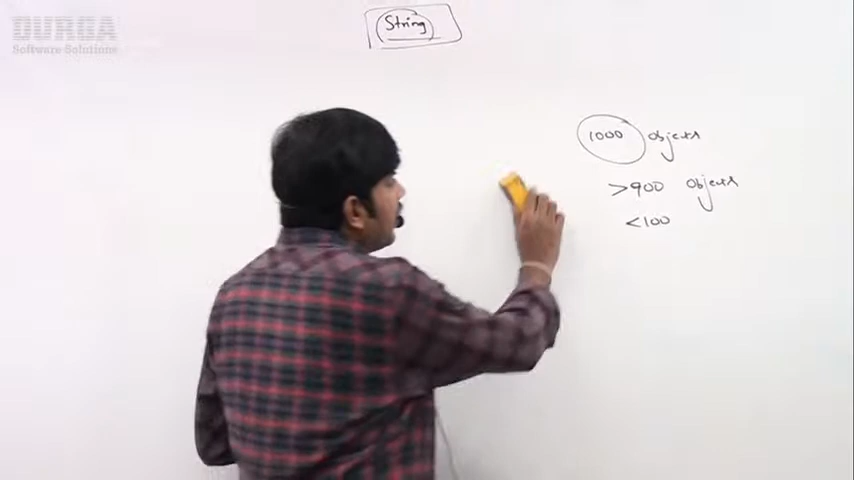 DURGA
Software Solutions
String
1000 objects
>900 objects
<100